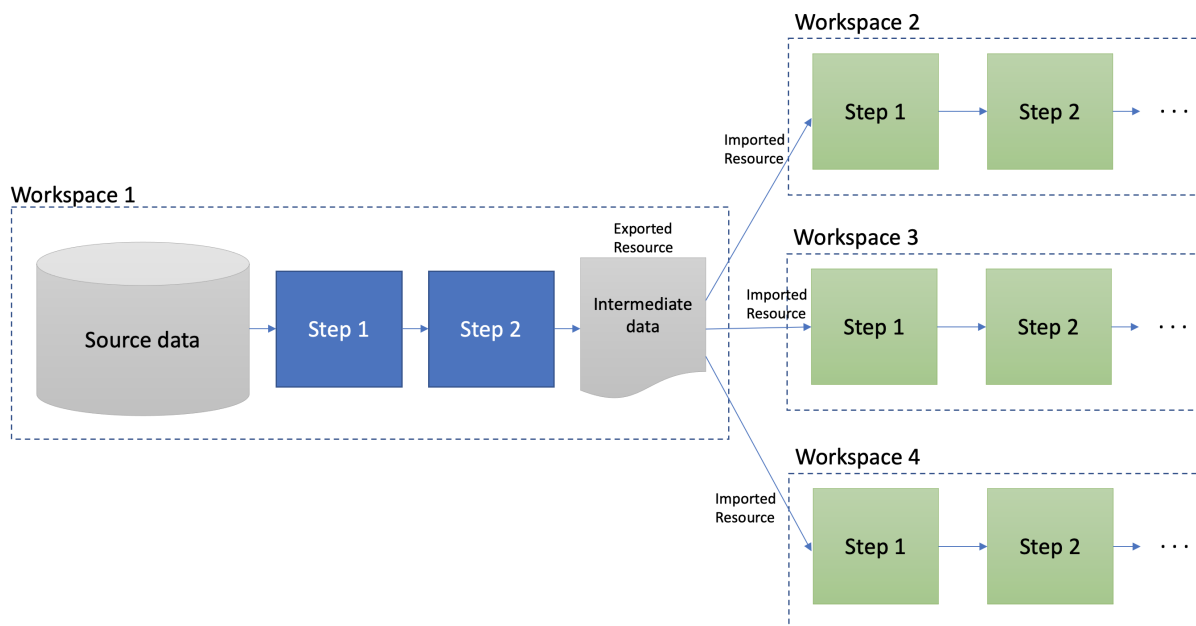 Workspace 1
Source data
Step 1
Step 2
Exported
Resource
Intermediate
data
Workspace 2
Imported
Resource
Step 1
Step 2
. . .
Workspace 3
Imported
Resource
Step 1
Step 2
. . .
Workspace 4
Imported
Resource
Step 1
Step 2
. . .